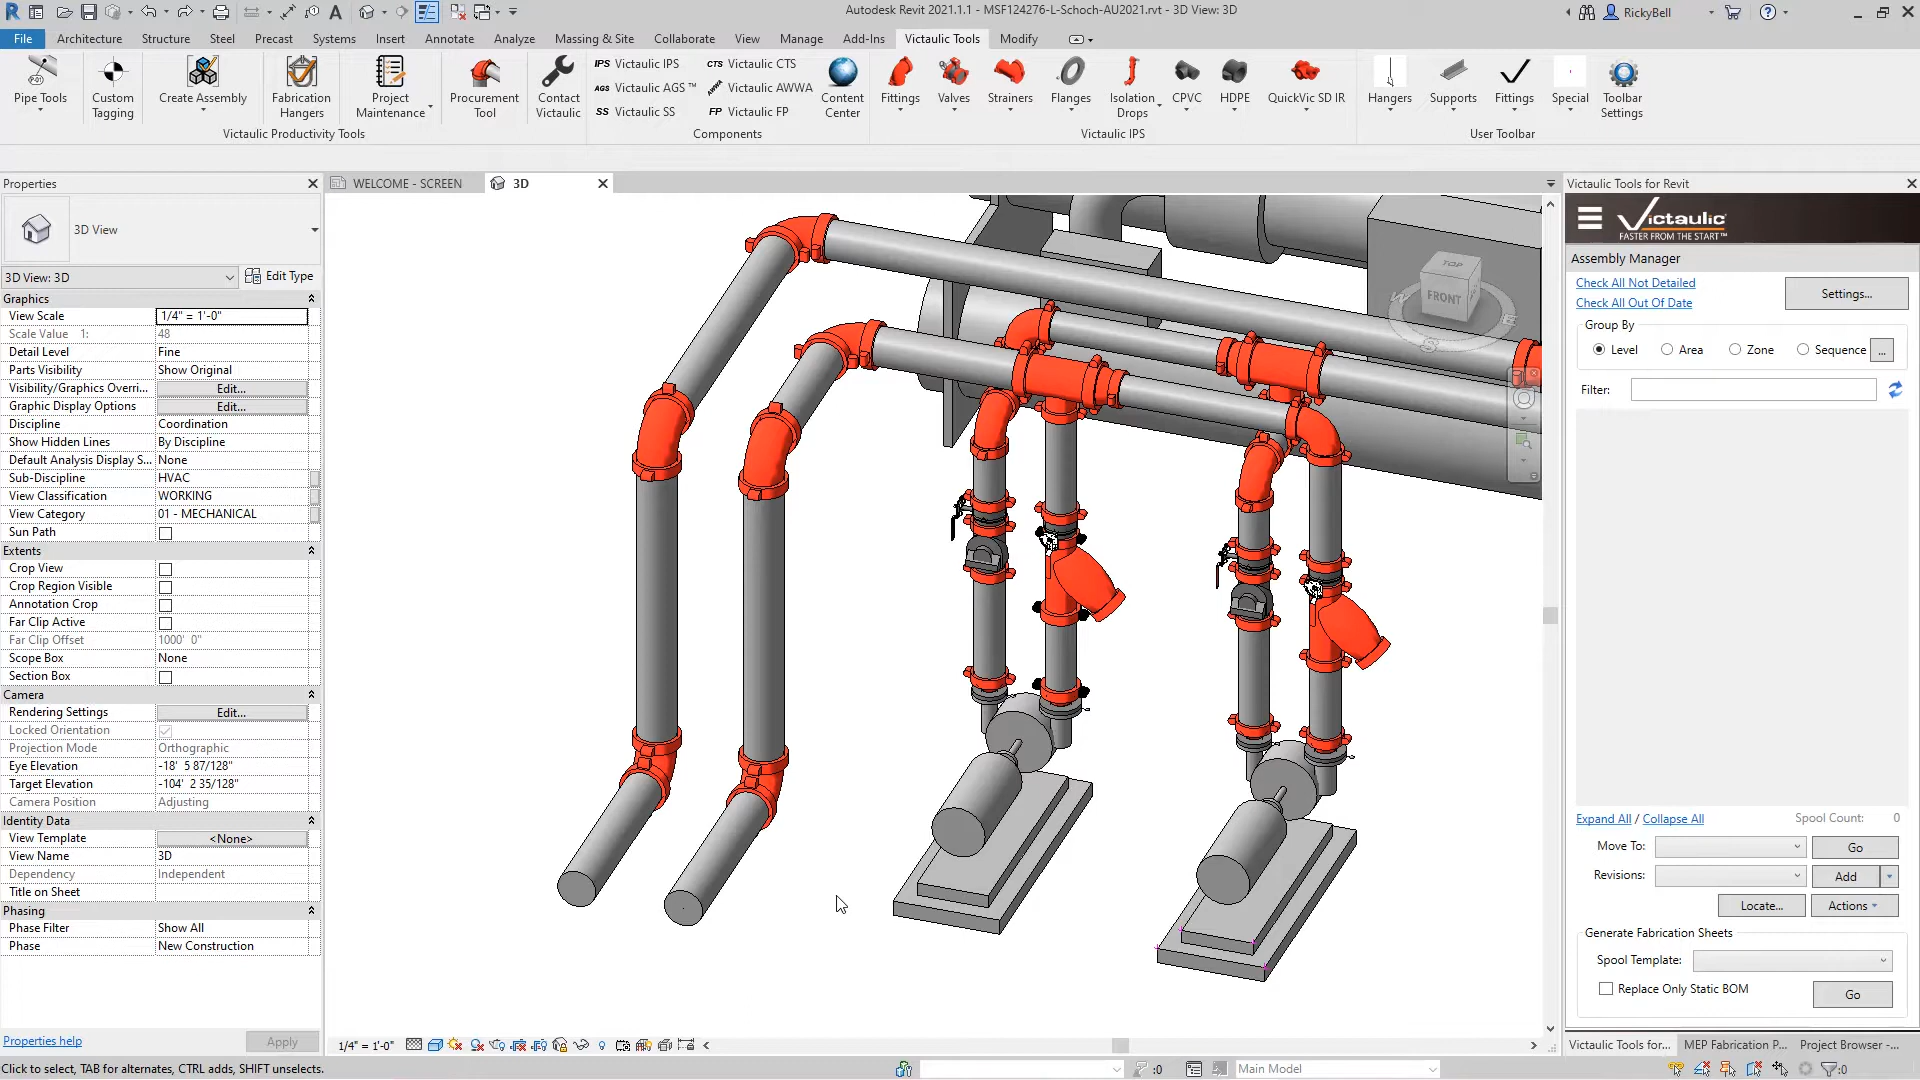 Autodesk Revit 2021.1.1 - MSF124276-L-Schoch-AU2021.rvt - 3D View: 3D
RickyBell
File Architecture Structure Steel Precast Systems Insert Annotate Analyze Massing & Site Collaborate View Manage Add-Ins Victaulic Tools Modify
Pipe Tools
Custom Tagging
Create Assembly
Fabrication Hangers
Project Maintenance
Procurement Tool
Contact Victaulic
IPS Victaulic IPS
AGS Victaulic AGS™
SS Victaulic SS
CTS Victaulic CTS
Victaulic AWWA
FP Victaulic FP
Content Center
Fittings
Valves
Strainers
Flanges
Isolation Drops
CPVC
HDPE
QuickVic SD IR
Hangers
Supports
Fittings
Special
Toolbar Settings
Victaulic Productivity Tools
Components
Victaulic IPS
User Toolbar
Properties
3D View
3D View: 3D
Edit Type
Graphics
View Scale 1/4" = 1'-0"
Scale Value 1: 48
Detail Level Fine
Parts Visibility Show Original
Visibility/Graphics Overri... Edit...
Graphic Display Options Edit...
Discipline Coordination
Show Hidden Lines By Discipline
Default Analysis Display S... None
Sub-Discipline HVAC
View Classification WORKING
View Category 01 - MECHANICAL
Sun Path
Extents
Crop View
Crop Region Visible
Annotation Crop
Far Clip Active
Far Clip Offset 1000' 0"
Scope Box None
Section Box
Camera
Rendering Settings Edit...
Locked Orientation
Projection Mode Orthographic
Eye Elevation -18' 5 87/128"
Target Elevation -104' 2 35/128"
Camera Position Adjusting
Identity Data
View Template <None>
View Name 3D
Dependency Independent
Title on Sheet
Phasing
Phase Filter Show All
Phase New Construction
Properties help
Apply
WELCOME - SCREEN
3D
TOP
FRONT
W
S
E
1/4" = 1'-0"
Victaulic Tools for Revit
Victaulic
FASTER FROM THE START™
Assembly Manager
Check All Not Detailed
Check All Out Of Date
Settings...
Group By
Level Area Zone Sequence ...
Filter:
Expand All / Collapse All
Spool Count: 0
Move To: Go
Revisions: Add
Locate... Actions
Generate Fabrication Sheets
Spool Template:
Replace Only Static BOM
Go
Victaulic Tools for... MEP Fabrication P... Project Browser -...
Click to select, TAB for alternates, CTRL adds, SHIFT unselects.
:0
Main Model
:0